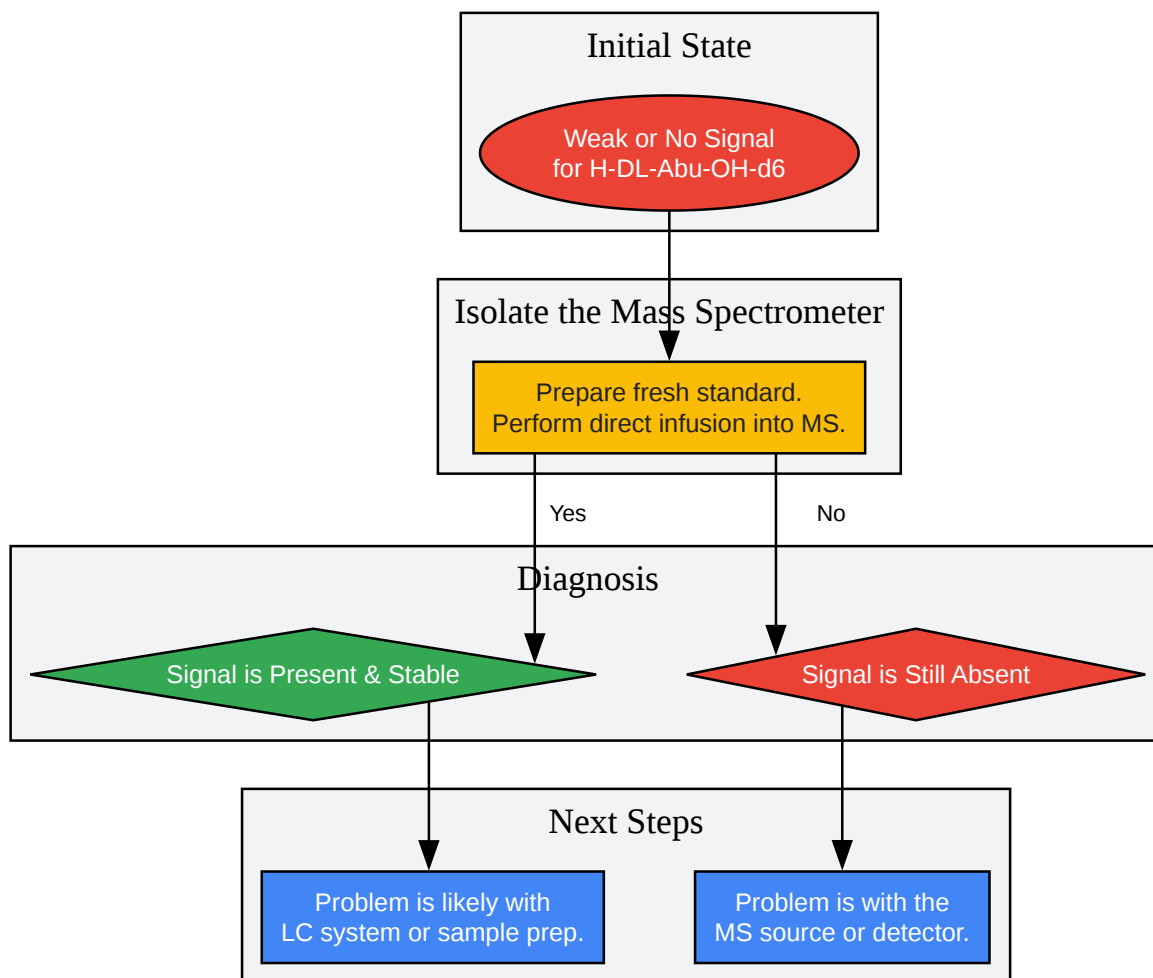 Initial State
Weak or No Signal
for H-DL-Abu-OH-d6
Isolate the Mass Spectrometer
Prepare fresh standard.
Perform direct infusion into MS.
Yes
No
Diagnosis
Signal is Present & Stable
Signal is Still Absent
Next Steps
Problem is likely with
LC system or sample prep.
Problem is with the
MS source or detector.